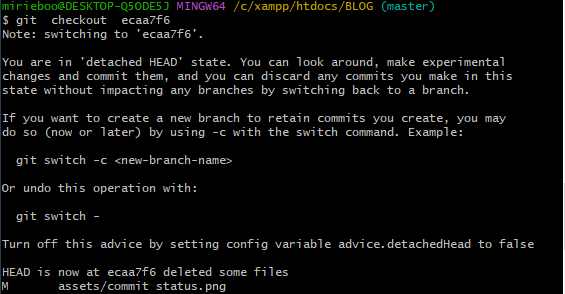 mirieboo@DESKTOP-Q5ODE5J MINGW64 /c/xampp/htdocs/BLOG (master)
$ git  checkout  ecaa7f6
Note: switching to 'ecaa7f6'.
You are in 'detached HEAD' state. You can look around, make experimental
changes and commit them, and you can discard any commits you make in this
state without impacting any branches by switching back to a branch.
If you want to create a new branch to retain commits you create, you may
do so (now or later) by using -c with the switch command. Example:
  git switch -c <new-branch-name>
Or undo this operation with:
  git switch -
Turn off this advice by setting config variable advice.detachedHead to false
HEAD is now at ecaa7f6 deleted some files
M       assets/commit status.png